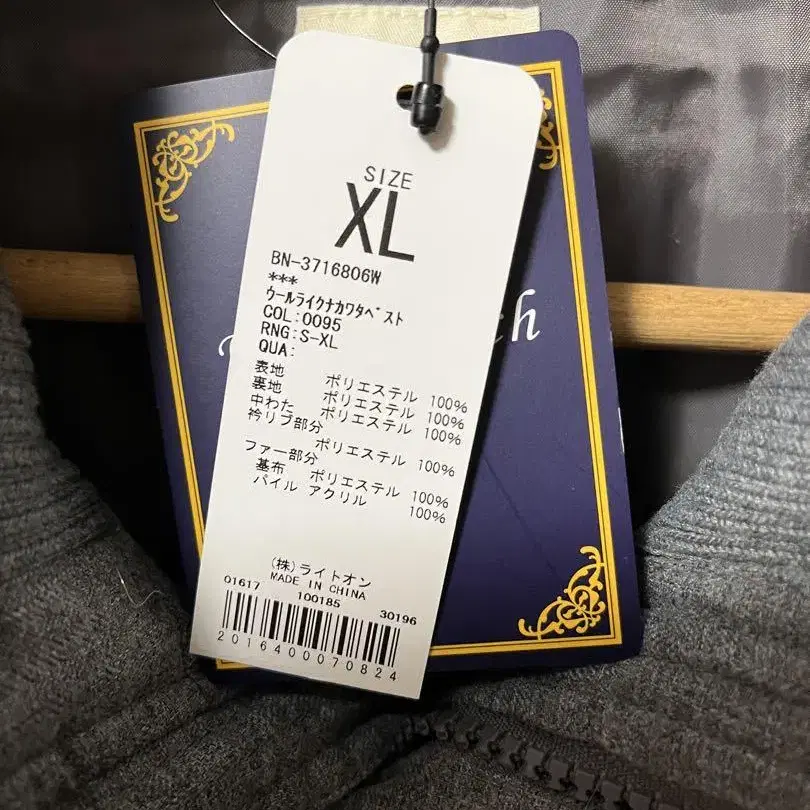 SIZE
XL
BN-3716806W
***
ウールライクナカワタベスト
COL:0095
RNG:S-XL
QUA:
表地 ポリエステル 100%
裏地 ポリエステル 100%
中わた ポリエステル 100%
衿リブ部分
ポリエステル 100%
ファー部分
基布 ポリエステル 100%
パイル アクリル 100%
(株)ライトオン
MADE IN CHINA
01617 100185 30196
2016400070824